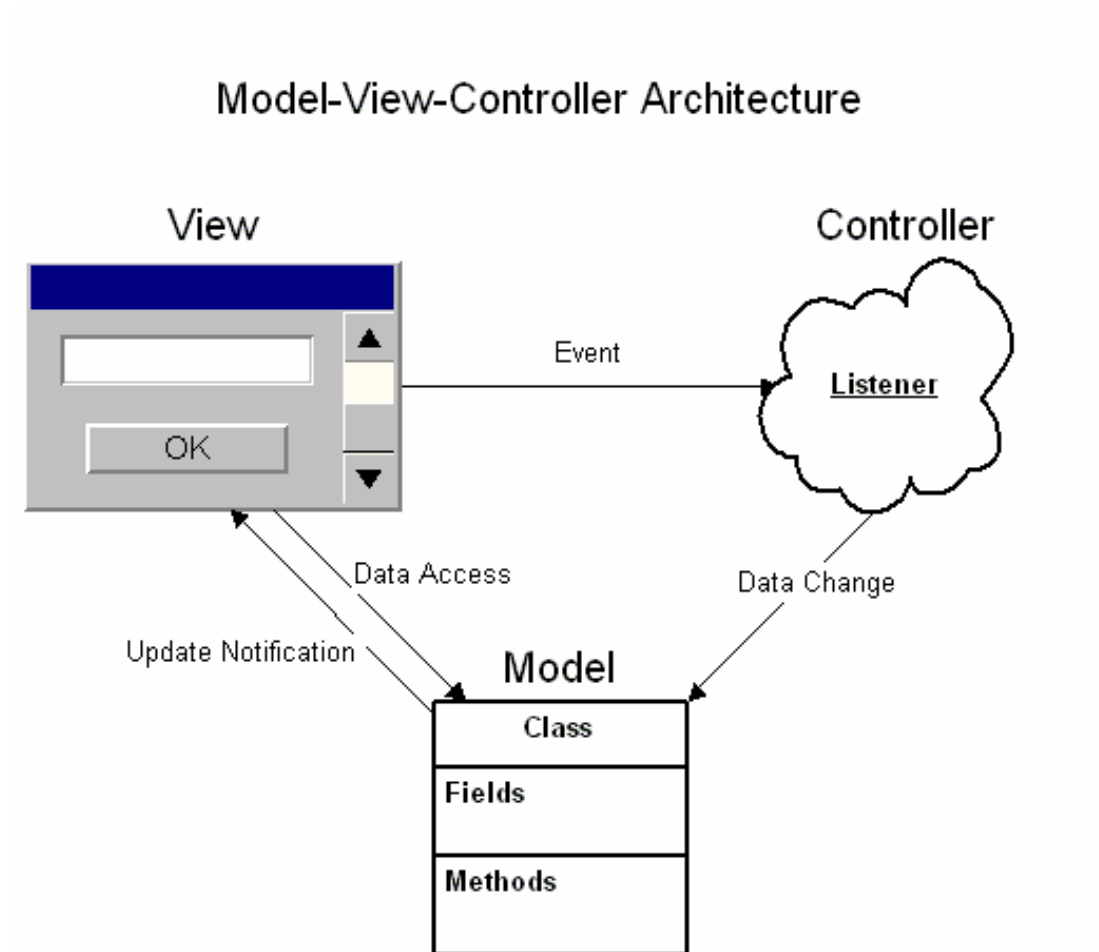 Model-View-Controller Architecture
View
Controller
Event
Listener
OK
Data Access
Data Change
Update Notification
Model
Class
Fields
Methods